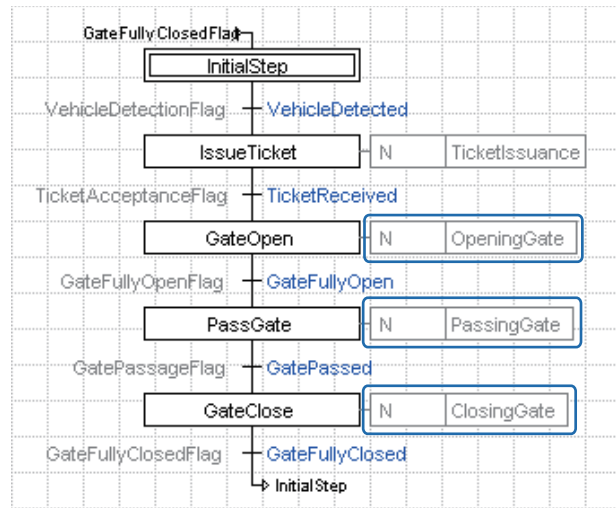 GateFullyClosedFlag
InitialStep
VehicleDetectionFlag VehicleDetected
IssueTicket N TicketIssuance
TicketAcceptanceFlag TicketReceived
GateOpen N OpeningGate
GateFullyOpenFlag GateFullyOpen
PassGate N PassingGate
GatePassageFlag GatePassed
GateClose N ClosingGate
GateFullyClosedFlag GateFullyClosed
InitialStep